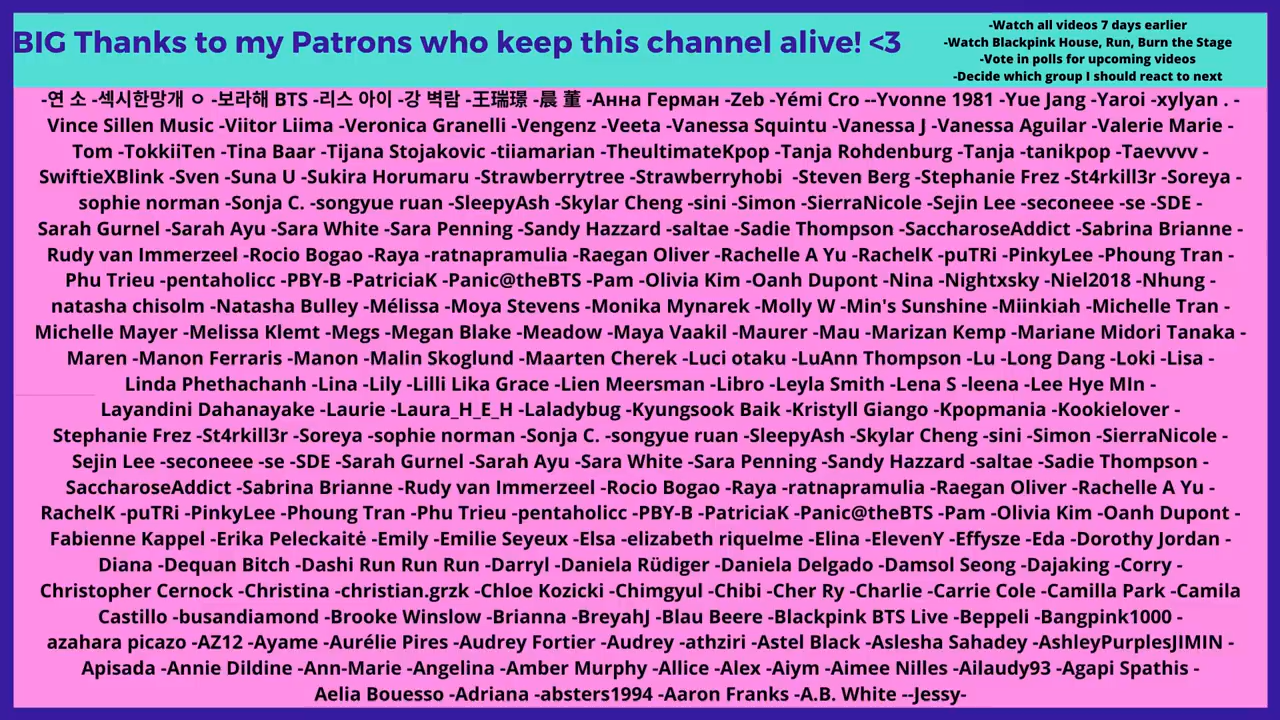 BIG Thanks to my Patrons who keep this channel alive! <3
-Watch all videos 7 days earlier
-Watch Blackpink House, Run, Burn the Stage
-Vote in polls for upcoming videos
-Decide which group I should react to next
-연 소 -섹시한망개 ㅇ -보라해 BTS -리스 아이 -강 벽람 -王瑞璟 -晨 董 -Анна Герман -Zeb -Yémi Cro --Yvonne 1981 -Yue Jang -Yaroi -xylyan . -
Vince Sillen Music -Viitor Liima -Veronica Granelli -Vengenz -Veeta -Vanessa Squintu -Vanessa J -Vanessa Aguilar -Valerie Marie -
Tom -TokkiiTen -Tina Baar -Tijana Stojakovic -tiiamarian -TheultimateKpop -Tanja Rohdenburg -Tanja -tanikpop -Taevvvv -
SwiftieXBlink -Sven -Suna U -Sukira Horumaru -Strawberrytree -Strawberryhobi  -Steven Berg -Stephanie Frez -St4rkill3r -Soreya -
sophie norman -Sonja C. -songyue ruan -SleepyAsh -Skylar Cheng -sini -Simon -SierraNicole -Sejin Lee -seconeee -se -SDE -
Sarah Gurnel -Sarah Ayu -Sara White -Sara Penning -Sandy Hazzard -saltae -Sadie Thompson -SaccharoseAddict -Sabrina Brianne -
Rudy van Immerzeel -Rocio Bogao -Raya -ratnapramulia -Raegan Oliver -Rachelle A Yu -RachelK -puTRi -PinkyLee -Phoung Tran -
Phu Trieu -pentaholicc -PBY-B -PatriciaK -Panic@theBTS -Pam -Olivia Kim -Oanh Dupont -Nina -Nightxsky -Niel2018 -Nhung -
natasha chisolm -Natasha Bulley -Mélissa -Moya Stevens -Monika Mynarek -Molly W -Min's Sunshine -Miinkiah -Michelle Tran -
Michelle Mayer -Melissa Klemt -Megs -Megan Blake -Meadow -Maya Vaakil -Maurer -Mau -Marizan Kemp -Mariane Midori Tanaka -
Maren -Manon Ferraris -Manon -Malin Skoglund -Maarten Cherek -Luci otaku -LuAnn Thompson -Lu -Long Dang -Loki -Lisa -
Linda Phethachanh -Lina -Lily -Lilli Lika Grace -Lien Meersman -Libro -Leyla Smith -Lena S -leena -Lee Hye MIn -
Layandini Dahanayake -Laurie -Laura_H_E_H -Laladybug -Kyungsook Baik -Kristyll Giango -Kpopmania -Kookielover -
Stephanie Frez -St4rkill3r -Soreya -sophie norman -Sonja C. -songyue ruan -SleepyAsh -Skylar Cheng -sini -Simon -SierraNicole -
Sejin Lee -seconeee -se -SDE -Sarah Gurnel -Sarah Ayu -Sara White -Sara Penning -Sandy Hazzard -saltae -Sadie Thompson -
SaccharoseAddict -Sabrina Brianne -Rudy van Immerzeel -Rocio Bogao -Raya -ratnapramulia -Raegan Oliver -Rachelle A Yu -
RachelK -puTRi -PinkyLee -Phoung Tran -Phu Trieu -pentaholicc -PBY-B -PatriciaK -Panic@theBTS -Pam -Olivia Kim -Oanh Dupont -
Fabienne Kappel -Erika Peleckaitė -Emily -Emilie Seyeux -Elsa -elizabeth riquelme -Elina -ElevenY -Effysze -Eda -Dorothy Jordan -
Diana -Dequan Bitch -Dashi Run Run Run -Darryl -Daniela Rüdiger -Daniela Delgado -Damsol Seong -Dajaking -Corry -
Christopher Cernock -Christina -christian.grzk -Chloe Kozicki -Chimgyul -Chibi -Cher Ry -Charlie -Carrie Cole -Camilla Park -Camila
Castillo -busandiamond -Brooke Winslow -Brianna -BreyahJ -Blau Beere -Blackpink BTS Live -Beppeli -Bangpink1000 -
azahara picazo -AZ12 -Ayame -Aurélie Pires -Audrey Fortier -Audrey -athziri -Astel Black -Aslesha Sahadey -AshleyPurplesJIMIN -
Apisada -Annie Dildine -Ann-Marie -Angelina -Amber Murphy -Allice -Alex -Aiym -Aimee Nilles -Ailaudy93 -Agapi Spathis -
Aelia Bouesso -Adriana -absters1994 -Aaron Franks -A.B. White --Jessy-